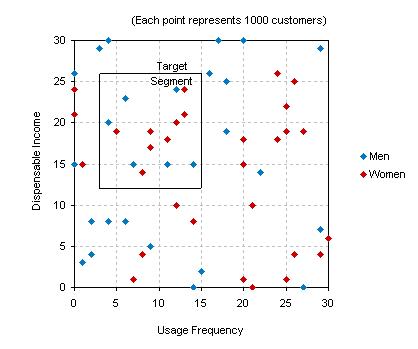 (Each point represents 1000 customers)
Dispensable Income
30
25
20
15
10
5
0
Target
Segment
Men
Women
0 5 10 15 20 25 30
Usage Frequency